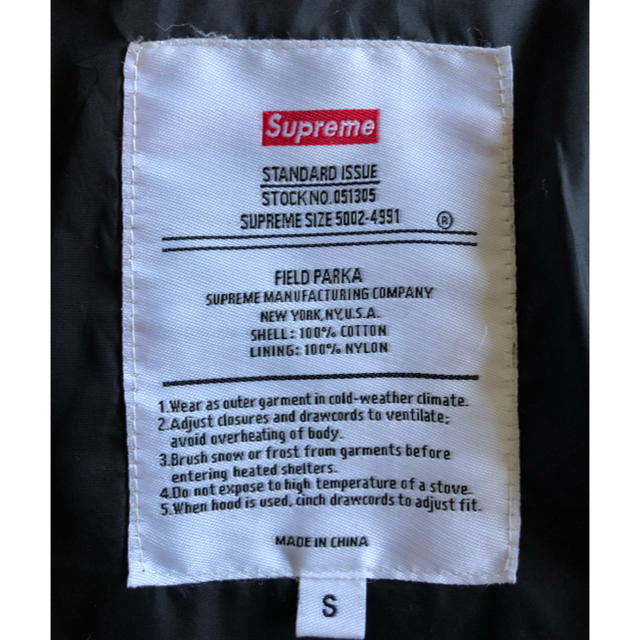 Supreme
STANDARD ISSUE
STOCK NO.051305
SUPREME SIZE 5002-4991 ®
FIELD PARKA
SUPREME MANUFACTURING COMPANY
NEW YORK,NY,U.S.A.
SHELL: 100% COTTON
LINING: 100% NYLON
1.Wear as outer garment in cold-weather climate.
2.Adjust closures and drawcords to ventilate;
avoid overheating of body.
3.Brush snow or frost from garments before
entering heated shelters.
4.Do not expose to high temperature of a stove.
5.When hood is used, cinch drawcords to adjust fit.
MADE IN CHINA
S